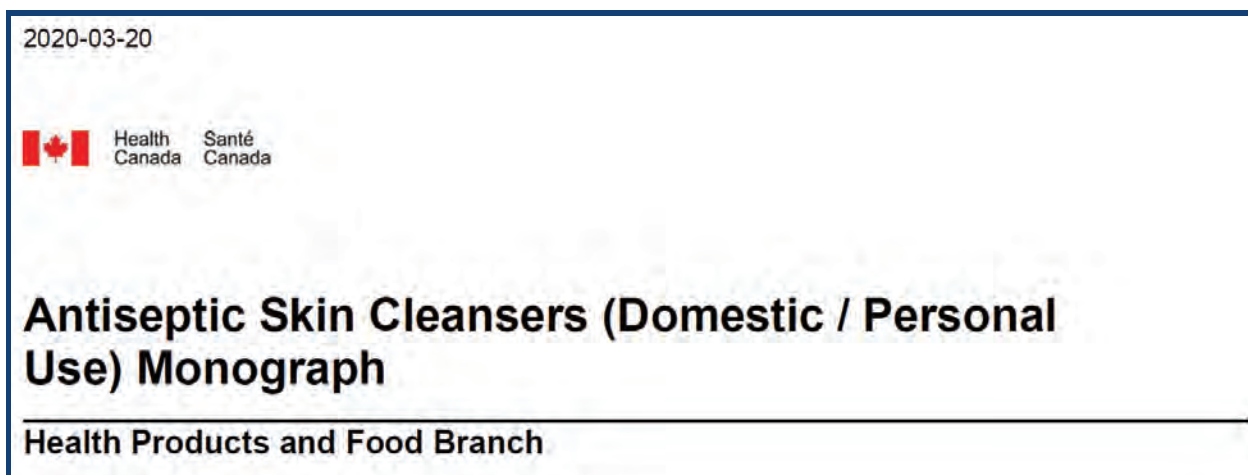 2020-03-20
Health Santé
Canada Canada
Antiseptic Skin Cleansers (Domestic / Personal
Use) Monograph
Health Products and Food Branch